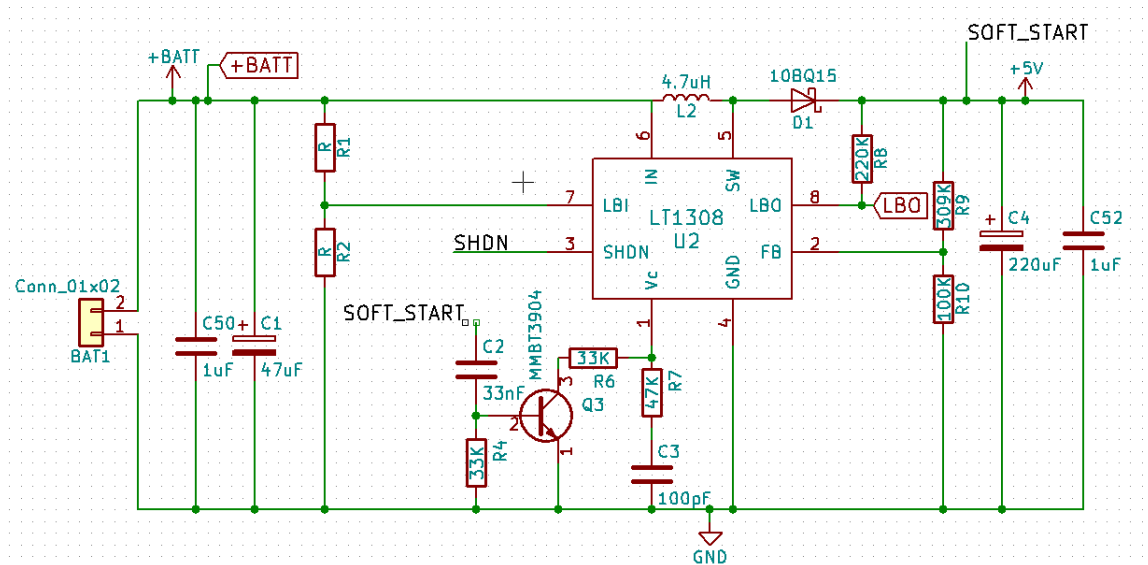 SOFT_START
+BATT
+BATT
+5V
4.7uH
L2
10BQ15
D1
6
5
R
R1
220K
R8
309K
R9
IN
SW
7
LBI
LBO
8
LBO
LT1308
U2
C4
+
220uF
C52
1uF
R
R2
SHDN
3
SHDN
FB
2
Vc
GND
100K
R10
Conn_01x02
2
1
BAT1
SOFT_START
1
4
C50
1uF
+
C1
47uF
C2
33nF
MMBT3904
3
33K
R6
47K
R7
Q3
2
1
33K
R4
C3
100pF
GND